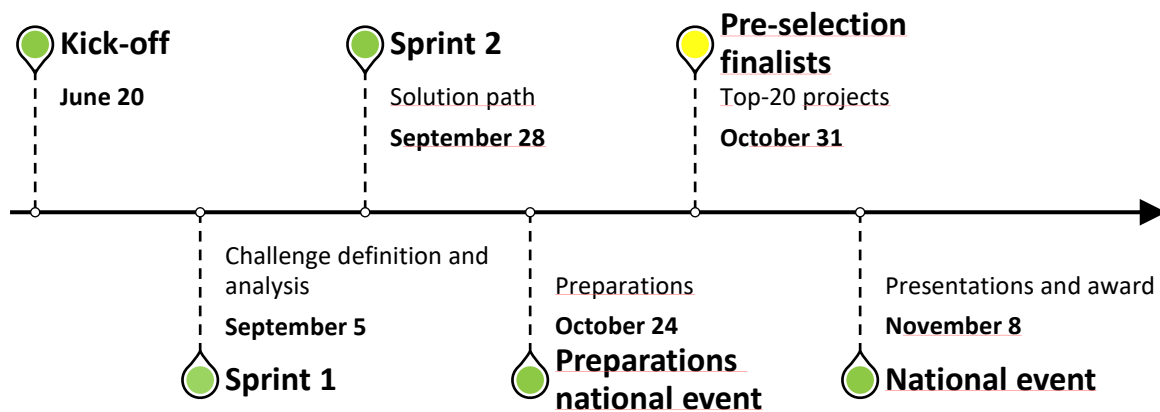 Kick-off
June 20
Sprint 2
Solution path
September 28
Pre-selection
finalists
Top-20 projects
October 31
Challenge definition and
analysis
September 5
Sprint 1
Preparations
October 24
Preparations
national event
Presentations and award
November 8
National event